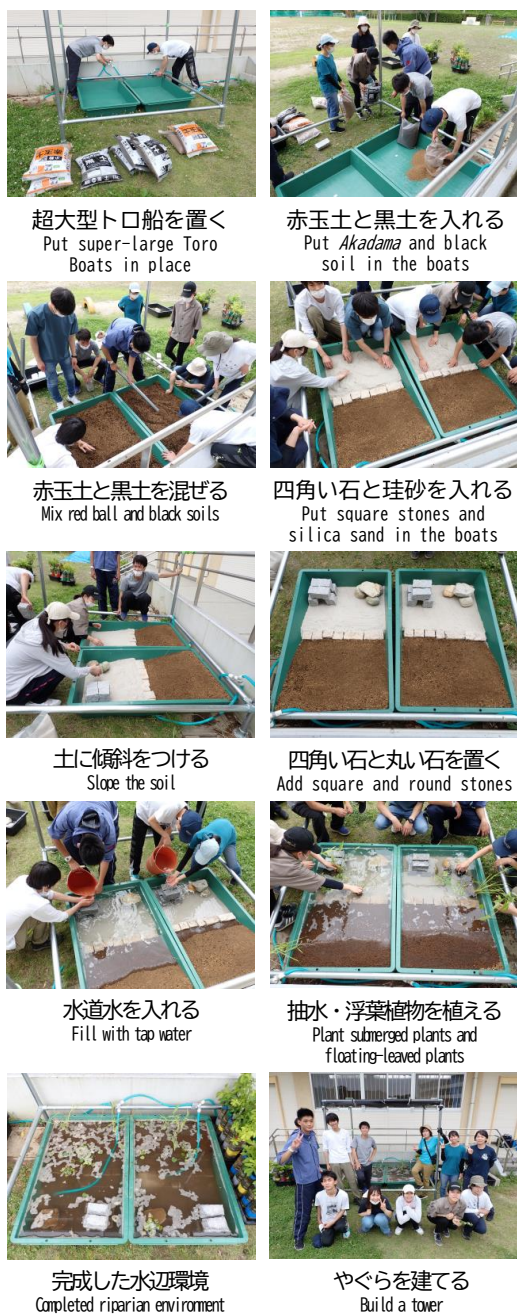 超大型トロ船を置く
Put super-large Toro
Boats in place
赤玉土と黒土を入れる
Put Akadama and black
soil in the boats
赤玉土と黒土を混ぜる
Mix red ball and black soils
四角い石と珪砂を入れる
Put square stones and
silica sand in the boats
土に傾斜をつける
Slope the soil
四角い石と丸い石を置く
Add square and round stones
水道水を入れる
Fill with tap water
抽水・浮葉植物を植える
Plant submerged plants and
floating-leaved plants
完成した水辺環境
Completed riparian environment
やぐらを建てる
Build a tower